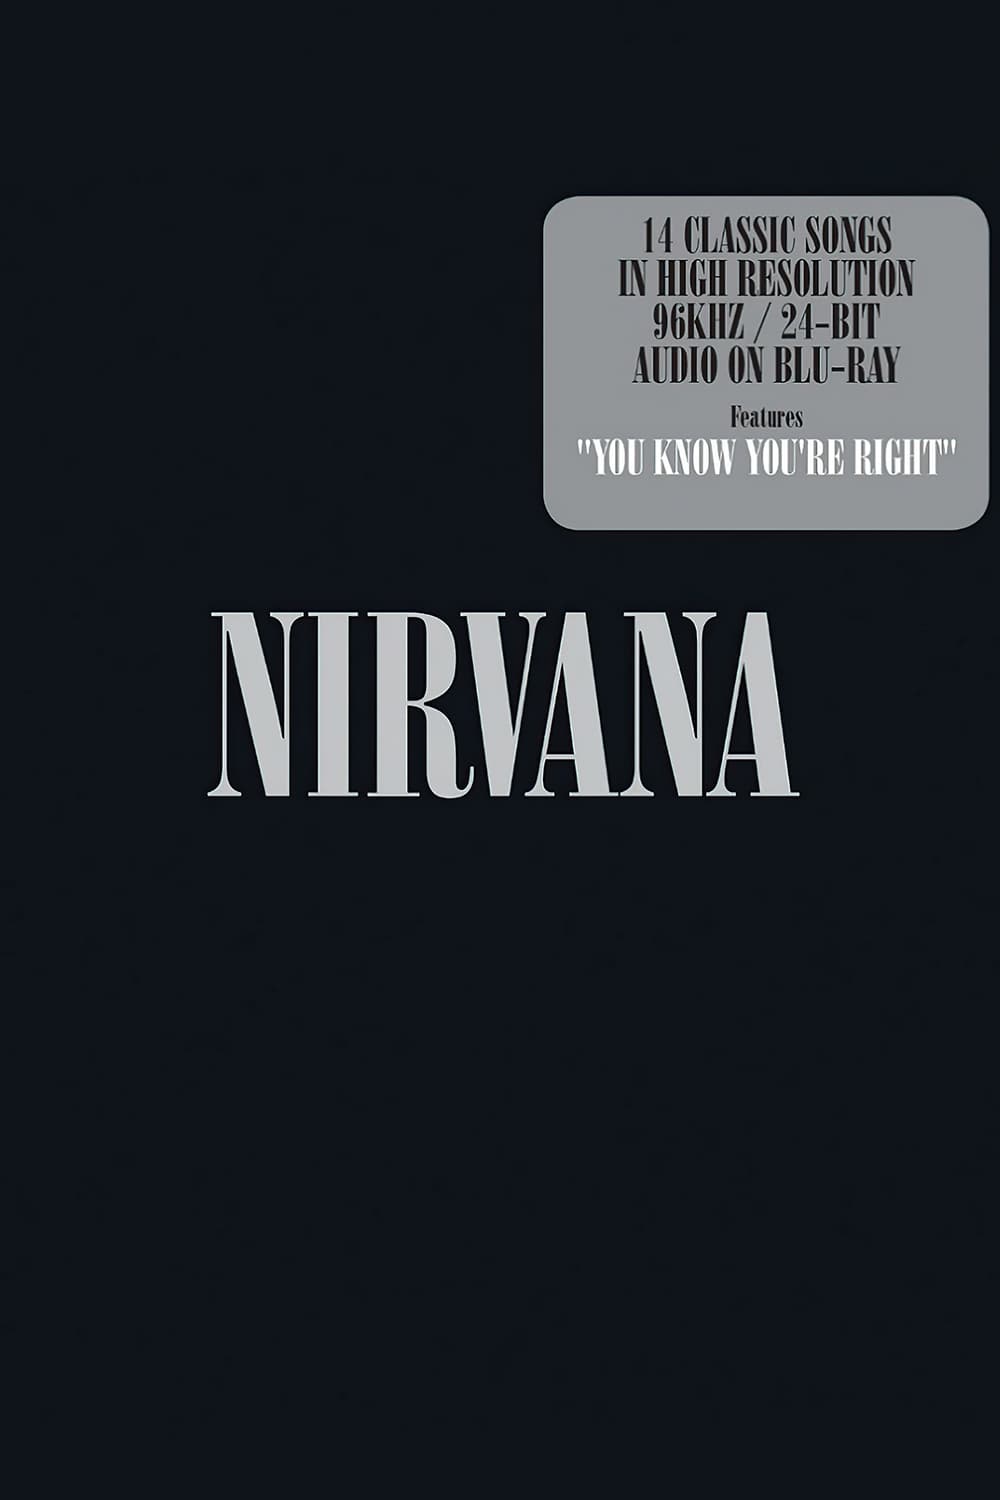 14 CLASSIC SONGS
IN HIGH RESOLUTION
96KHZ / 24-BIT
AUDIO ON BLU-RAY
Features
"YOU KNOW YOU'RE RIGHT"
NIRVANA